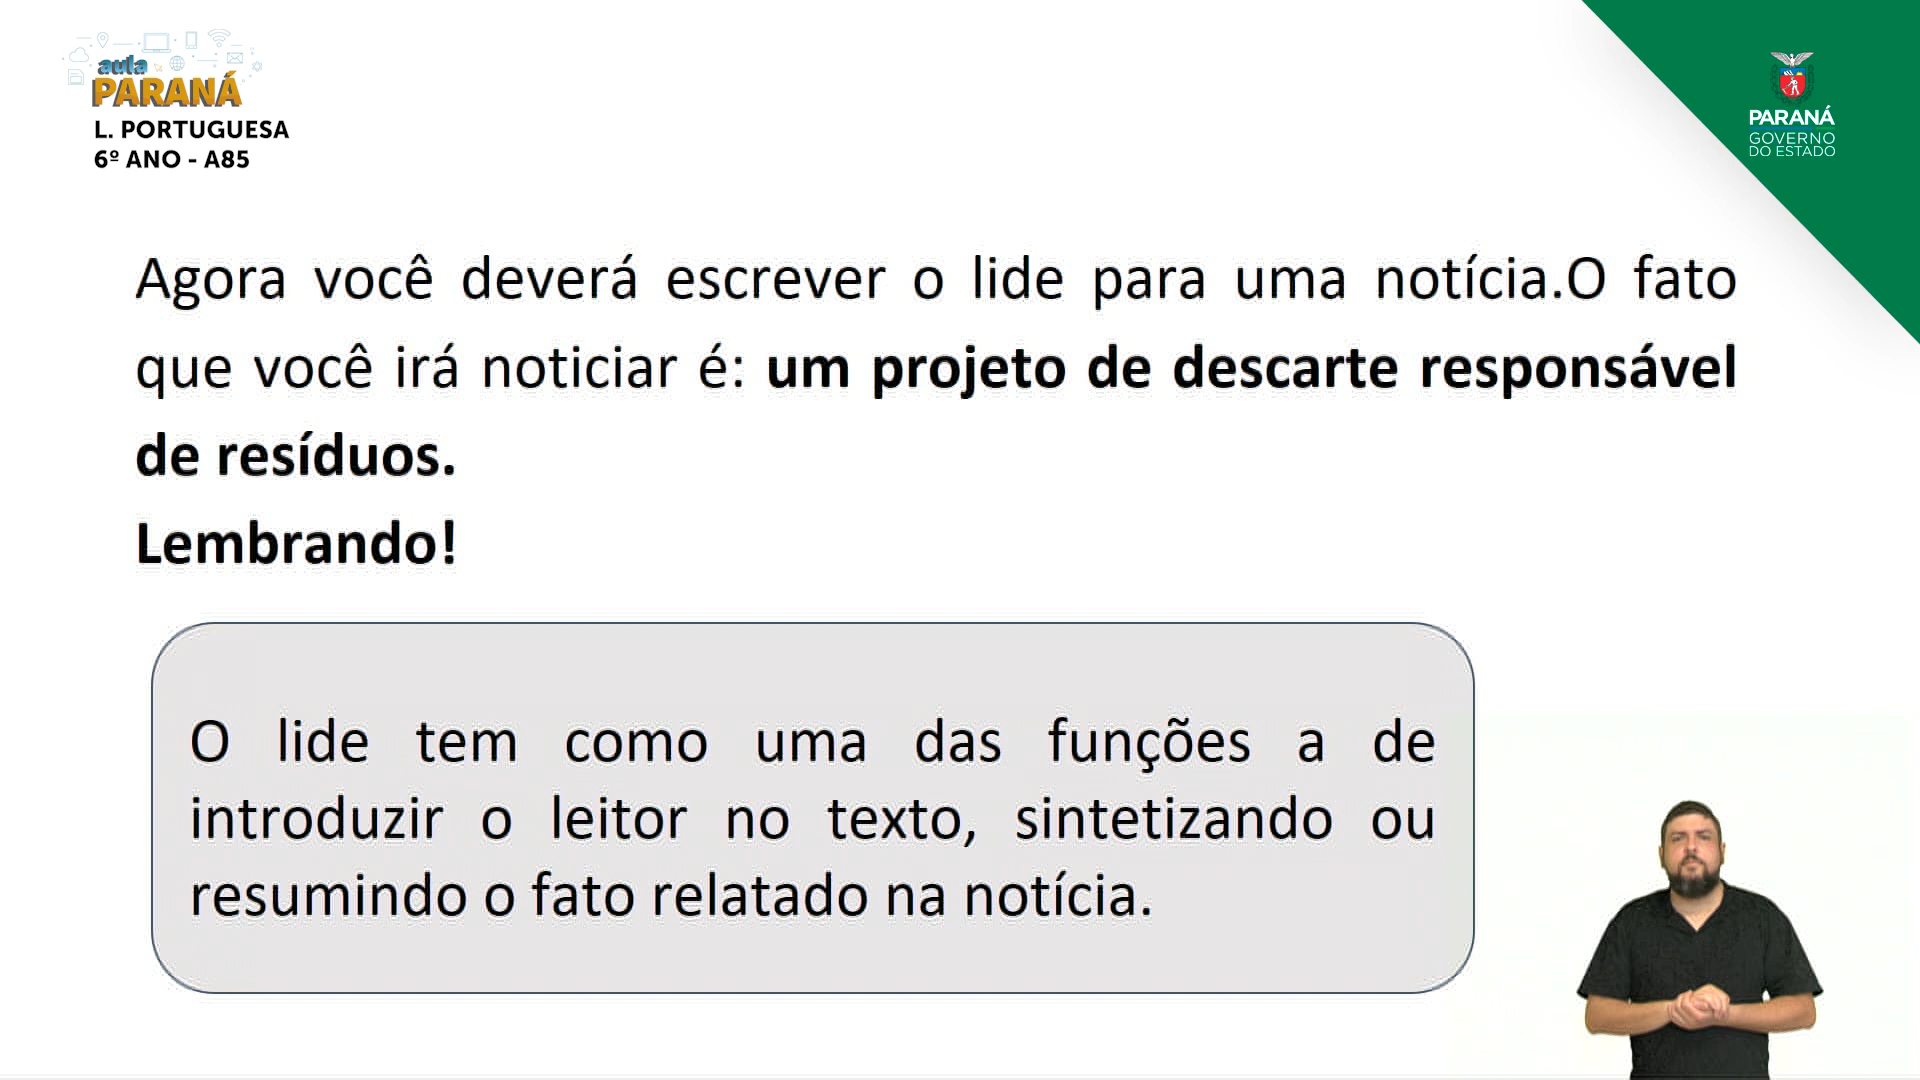 aula
PARANÁ
L. PORTUGUESA
6º ANO - A85
PARANÁ
GOVERNO
DO ESTADO
Agora você deverá escrever o lide para uma notícia.O fato
que você irá noticiar é: um projeto de descarte responsável
de resíduos.
Lembrando!
O lide tem como uma das funções a de
introduzir o leitor no texto, sintetizando ou
resumindo o fato relatado na notícia.